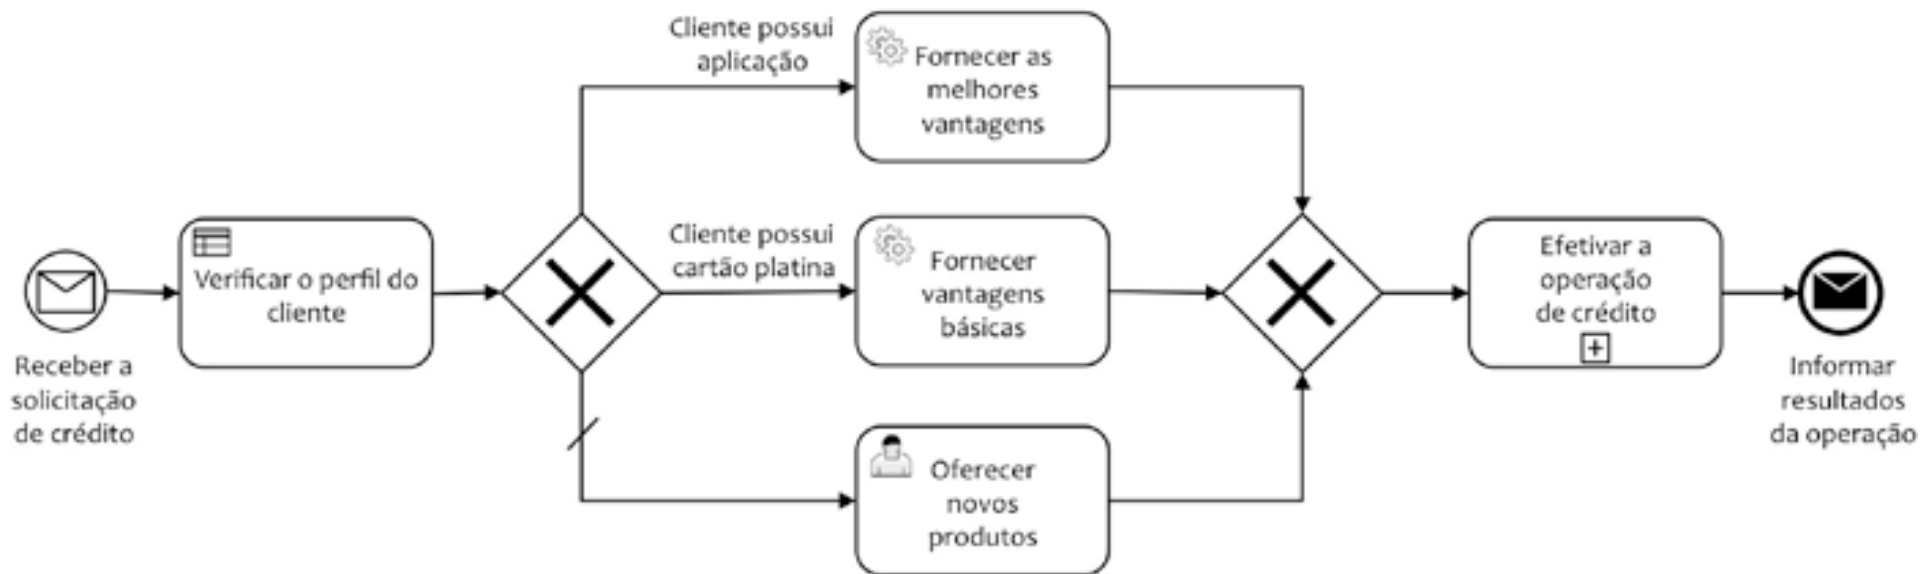 Receber a
solicitação
de crédito
Verificar o perfil do
cliente
Cliente possui
aplicação
Fornecer as
melhores
vantagens
Cliente possui
cartão platina
Fornecer
vantagens
básicas
Oferecer
novos
produtos
Efetivar a
operação
de crédito
Informar
resultados
da operação